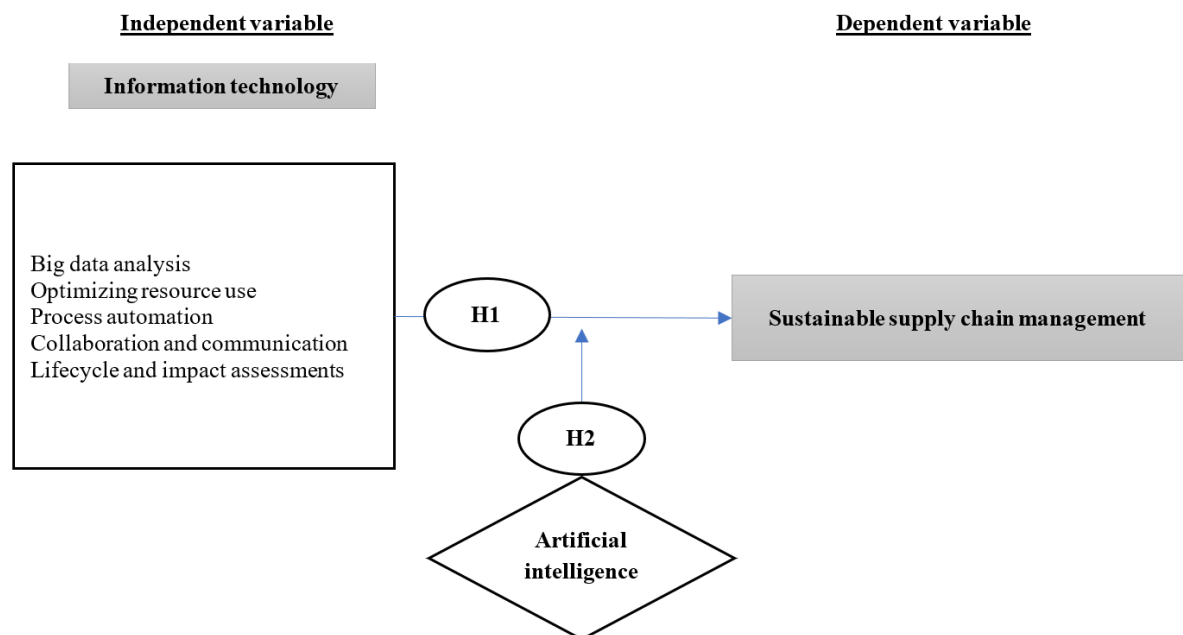 Independent variable
Dependent variable
Information technology
Big data analysis
Optimizing resource use
Process automation
Collaboration and communication
Lifecycle and impact assessments
H1
Sustainable supply chain management
H2
Artificial
intelligence